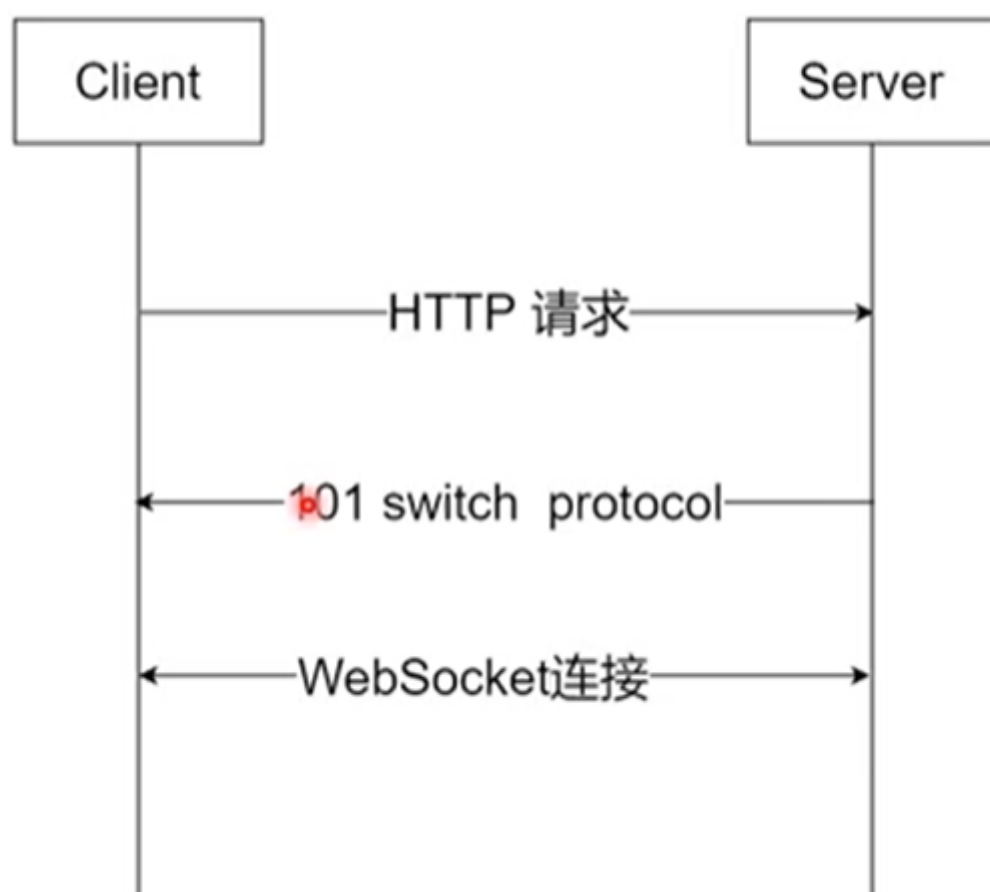 Client
Server
HTTP 请求
101 switch protocol
WebSocket连接